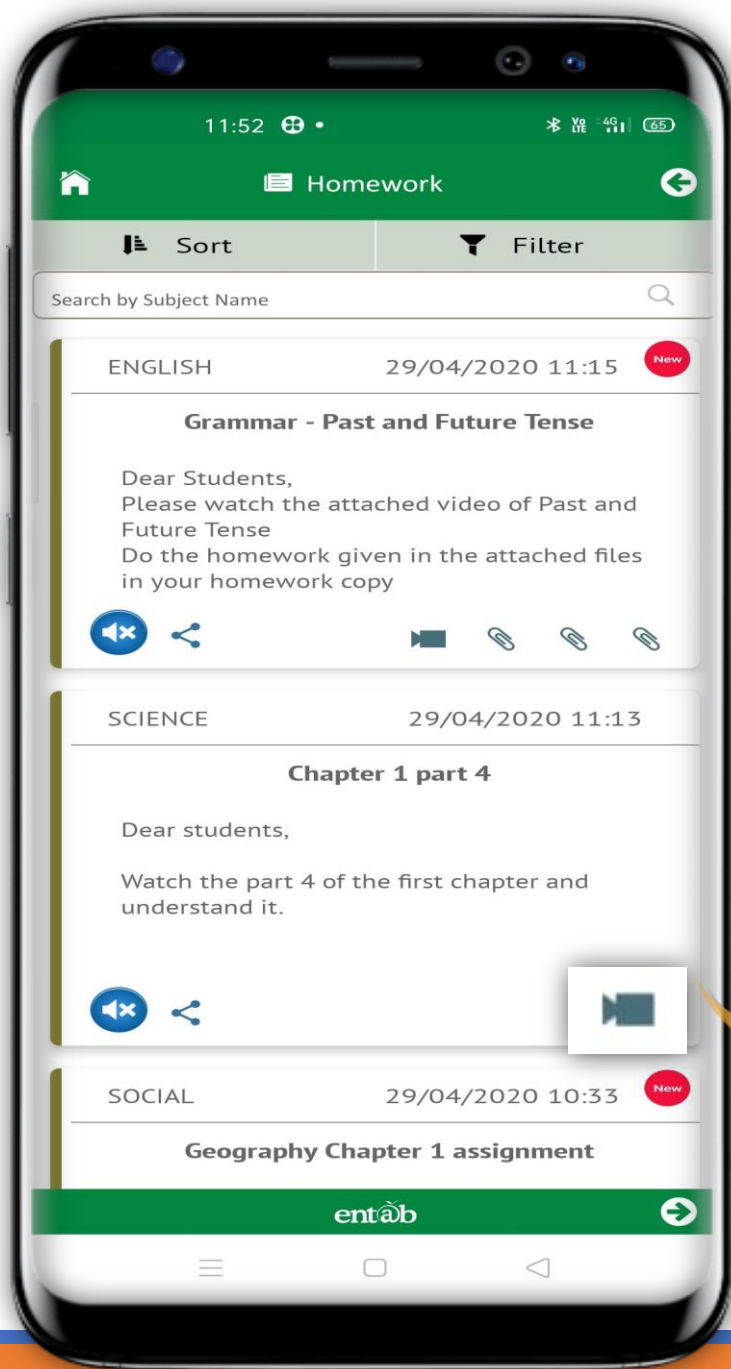 11:52
Vo LTE 4G 65
Homework
Sort Filter
Search by Subject Name
ENGLISH 29/04/2020 11:15 New
Grammar - Past and Future Tense
Dear Students,
Please watch the attached video of Past and
Future Tense
Do the homework given in the attached files
in your homework copy
SCIENCE 29/04/2020 11:13
Chapter 1 part 4
Dear students,
Watch the part 4 of the first chapter and
understand it.
SOCIAL 29/04/2020 10:33 New
Geography Chapter 1 assignment
entab